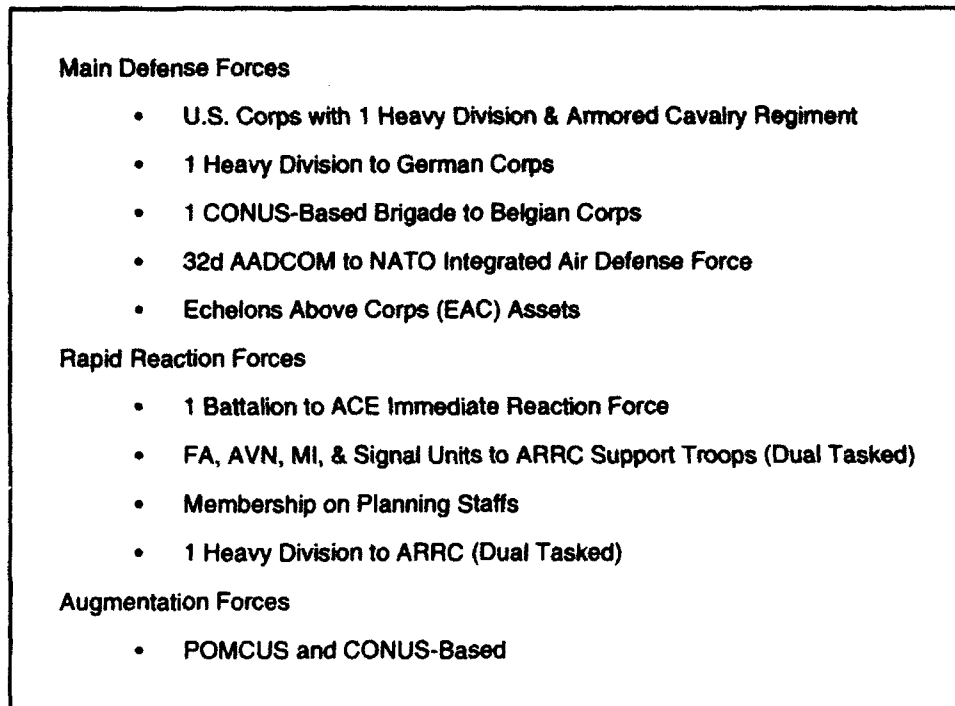 Main Defense Forces
• U.S. Corps with 1 Heavy Division & Armored Cavalry Regiment
• 1 Heavy Division to German Corps
• 1 CONUS-Based Brigade to Belgian Corps
• 32d AADCOM to NATO Integrated Air Defense Force
• Echelons Above Corps (EAC) Assets
Rapid Reaction Forces
• 1 Battalion to ACE Immediate Reaction Force
• FA, AVN, MI, & Signal Units to ARRC Support Troops (Dual Tasked)
• Membership on Planning Staffs
• 1 Heavy Division to ARRC (Dual Tasked)
Augmentation Forces
• POMCUS and CONUS-Based